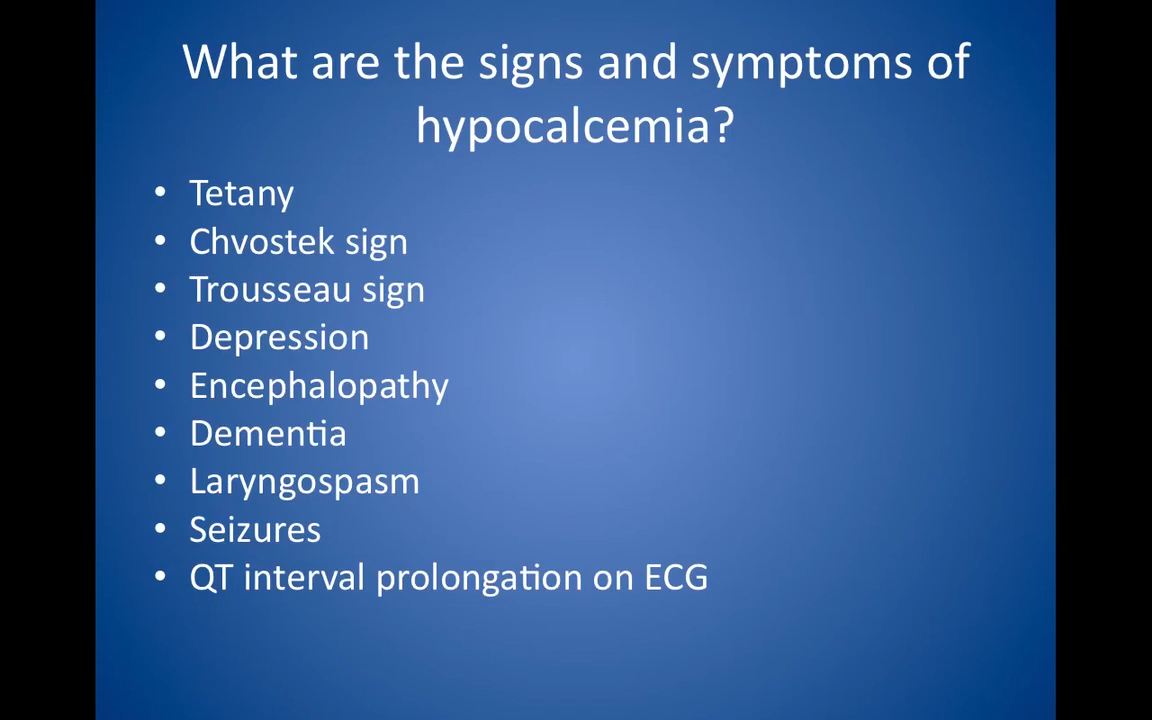 What are the signs and symptoms of
hypocalcemia?
• Tetany
• Chvostek sign
• Trousseau sign
• Depression
• Encephalopathy
• Dementia
• Laryngospasm
• Seizures
• QT interval prolongation on ECG